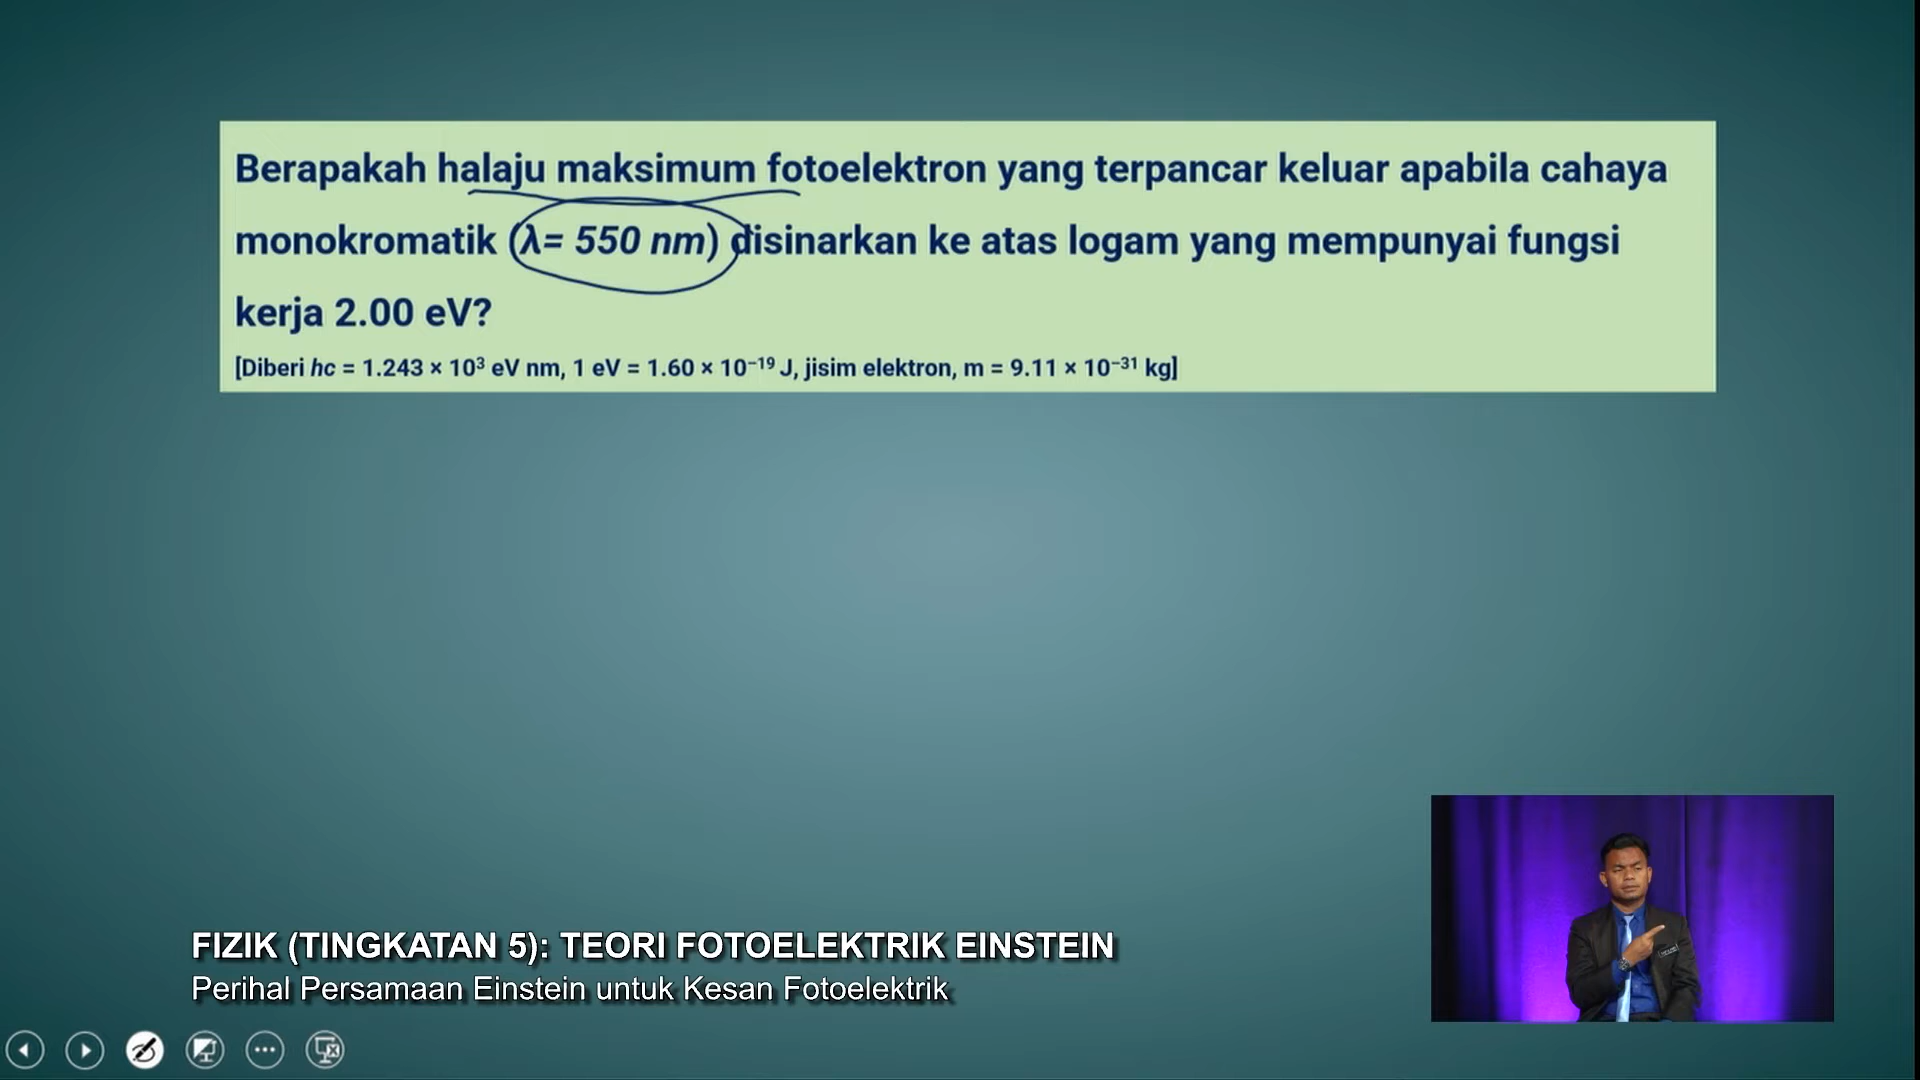 Berapakah halaju maksimum fotoelektron yang terpancar keluar apabila cahaya
monokromatik (λ= 550 nm) disinarkan ke atas logam yang mempunyai fungsi
kerja 2.00 eV?
[Diberi hc = 1.243 × 10³ eV nm, 1 eV = 1.60 × 10⁻¹⁹ J, jisim elektron, m = 9.11 × 10⁻³¹ kg]
FIZIK (TINGKATAN 5): TEORI FOTOELEKTRIK EINSTEIN
Perihal Persamaan Einstein untuk Kesan Fotoelektrik